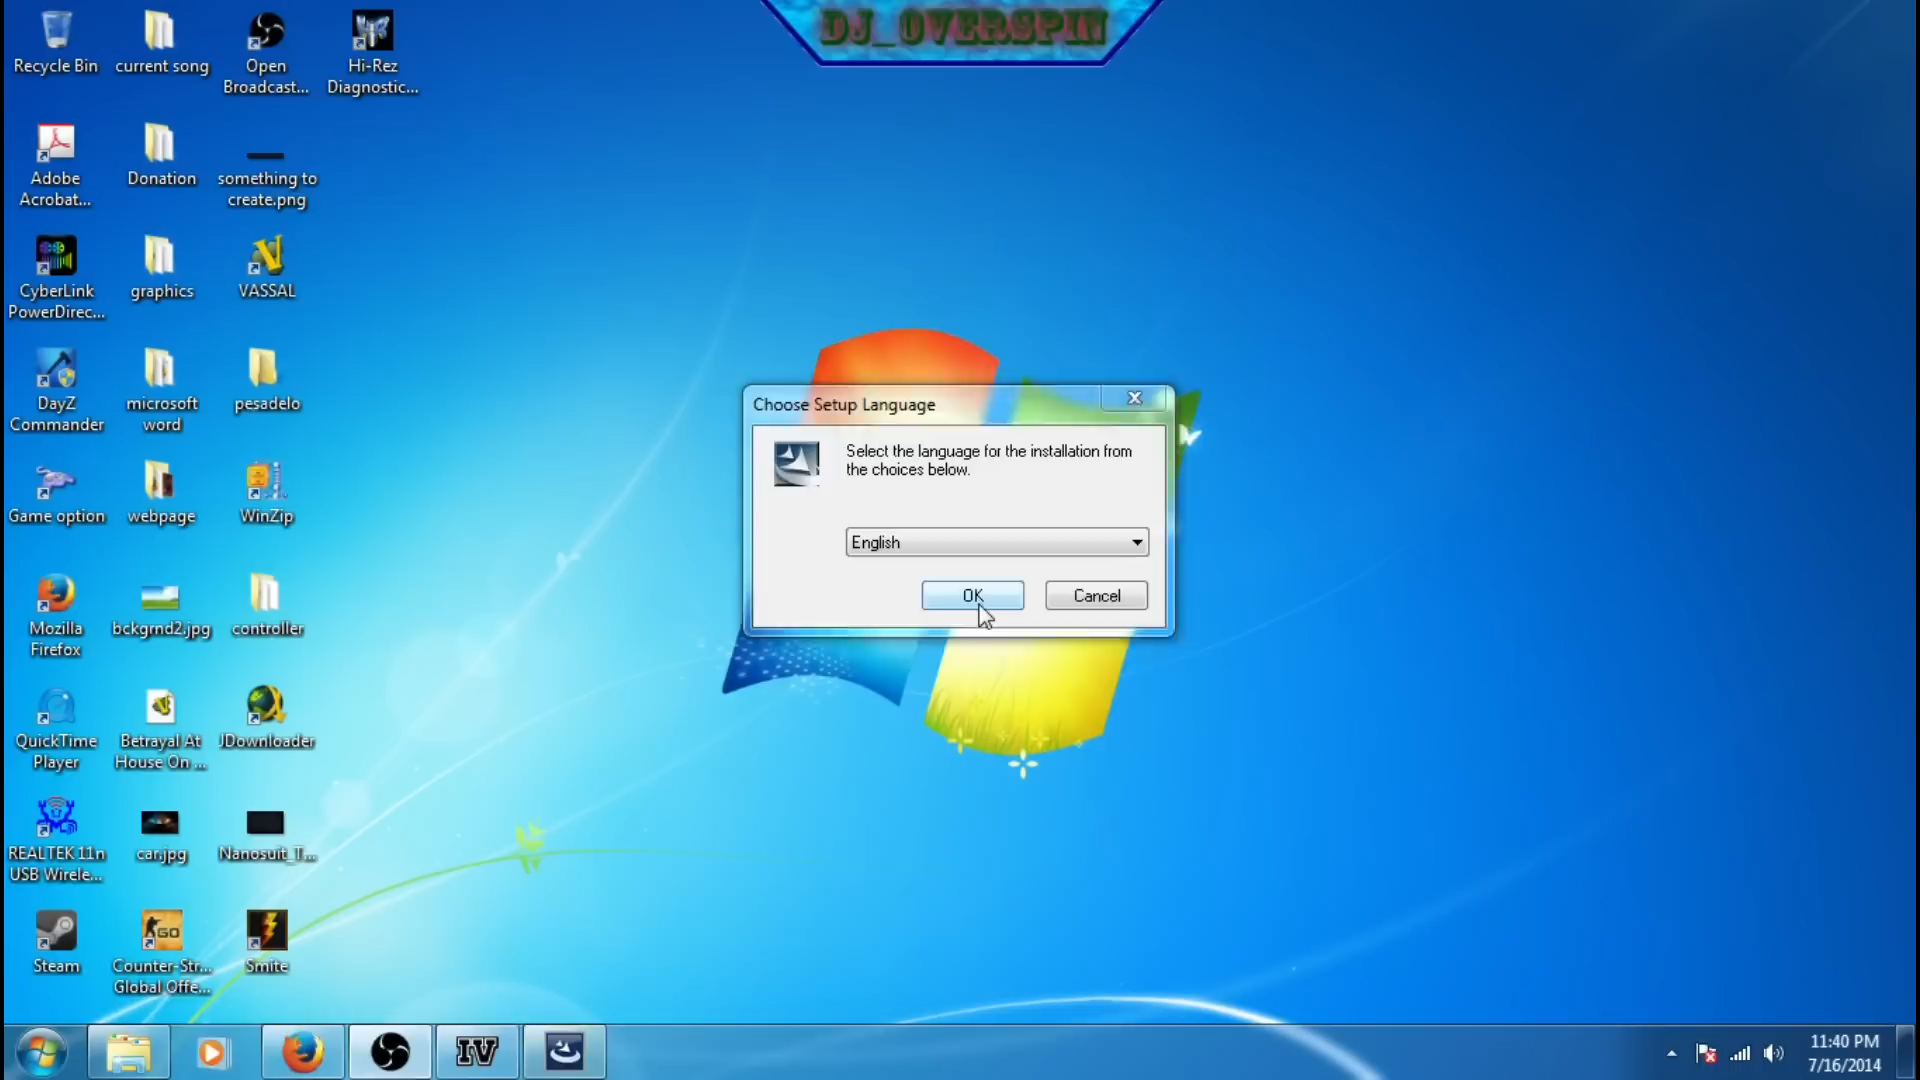 DJ_OVERSPIN
Recycle Bin
current song
Open
Broadcast...
Hi-Rez
Diagnostic...
Adobe
Acrobat...
Donation
something to
create.png
CyberLink
PowerDirec...
graphics
VASSAL
DayZ
Commander
microsoft
word
pesadelo
Game option
webpage
WinZip
Mozilla
Firefox
bckgrnd2.jpg
controller
QuickTime
Player
Betrayal At
House On ...
JDownloader
REALTEK 11n
USB Wirele...
car.jpg
Nanosuit_T...
Steam
GO
Counter-Str...
Global Offe...
Smite
Choose Setup Language
Select the language for the installation from
the choices below.
English
OK
Cancel
IV
11:40 PM
7/16/2014